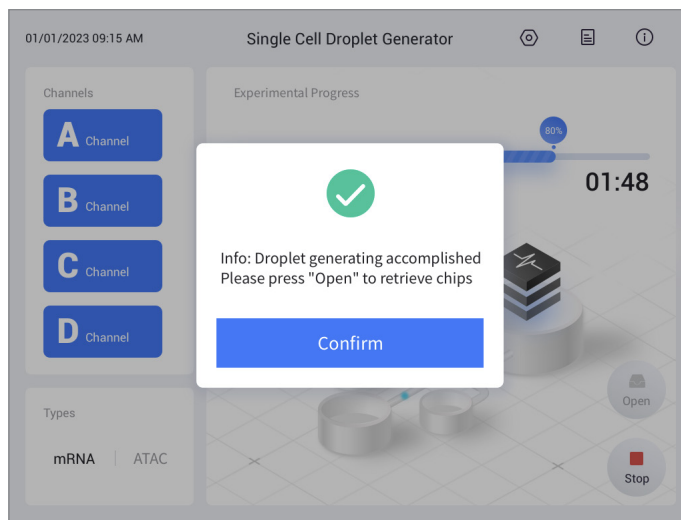 01/01/2023 09:15 AM
Single Cell Droplet Generator
Channels
A Channel
B Channel
C Channel
D Channel
Types
mRNA ATAC
Experimental Progress
80%
01:48
Info: Droplet generating accomplished
Please press "Open" to retrieve chips
Confirm
Open
Stop